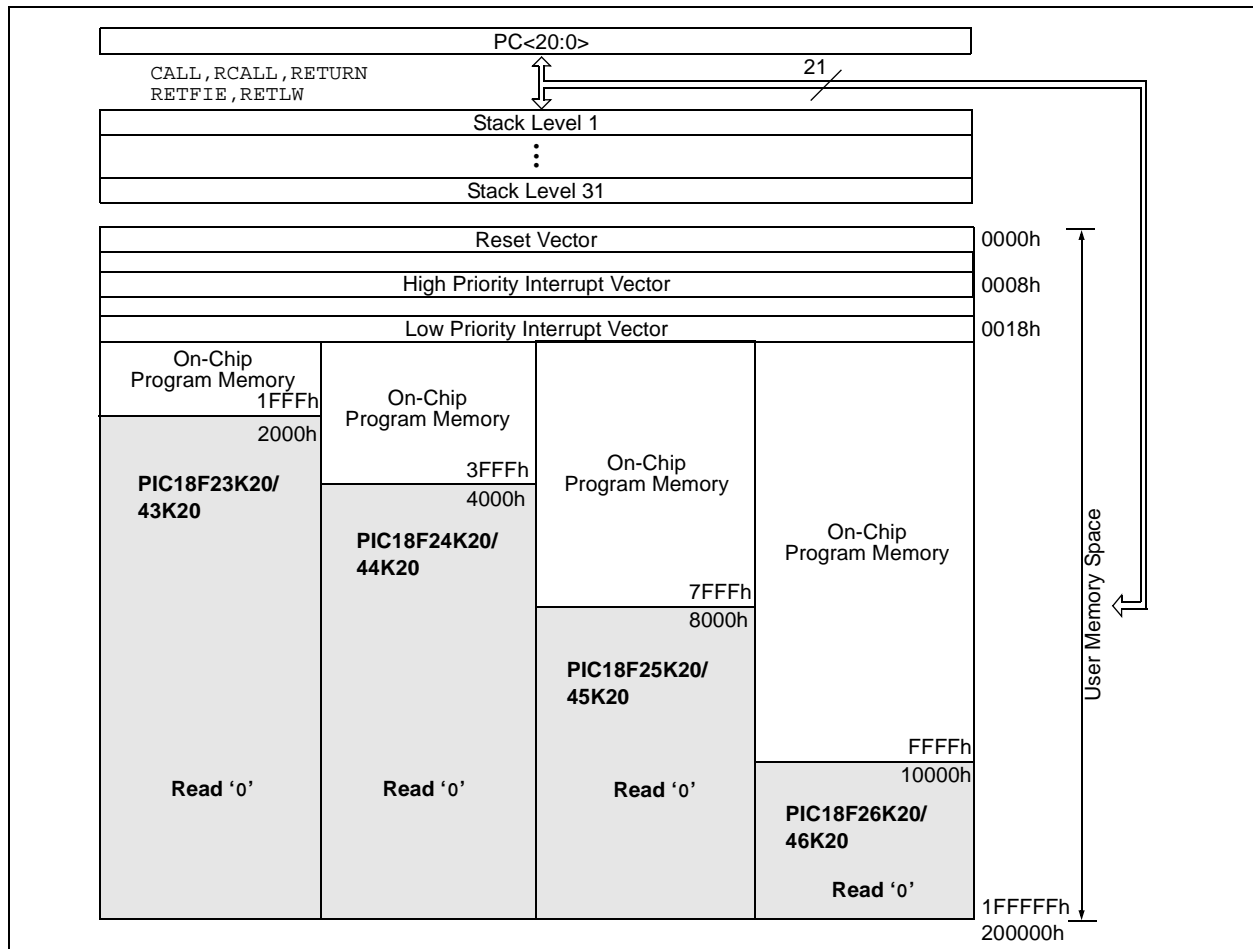 PC<20:0>
CALL,RCALL,RETURN
RETFIE,RETLW
21
Stack Level 1
Stack Level 31
Reset Vector
0000h
High Priority Interrupt Vector
0008h
Low Priority Interrupt Vector
0018h
On-Chip
Program Memory
1FFFh
2000h
PIC18F23K20/
43K20
Read ‘0’
On-Chip
Program Memory
3FFFh
4000h
PIC18F24K20/
44K20
Read ‘0’
On-Chip
Program Memory
7FFFh
8000h
PIC18F25K20/
45K20
Read ‘0’
On-Chip
Program Memory
FFFFh
10000h
PIC18F26K20/
46K20
Read ‘0’
1FFFFFh
200000h
User Memory Space